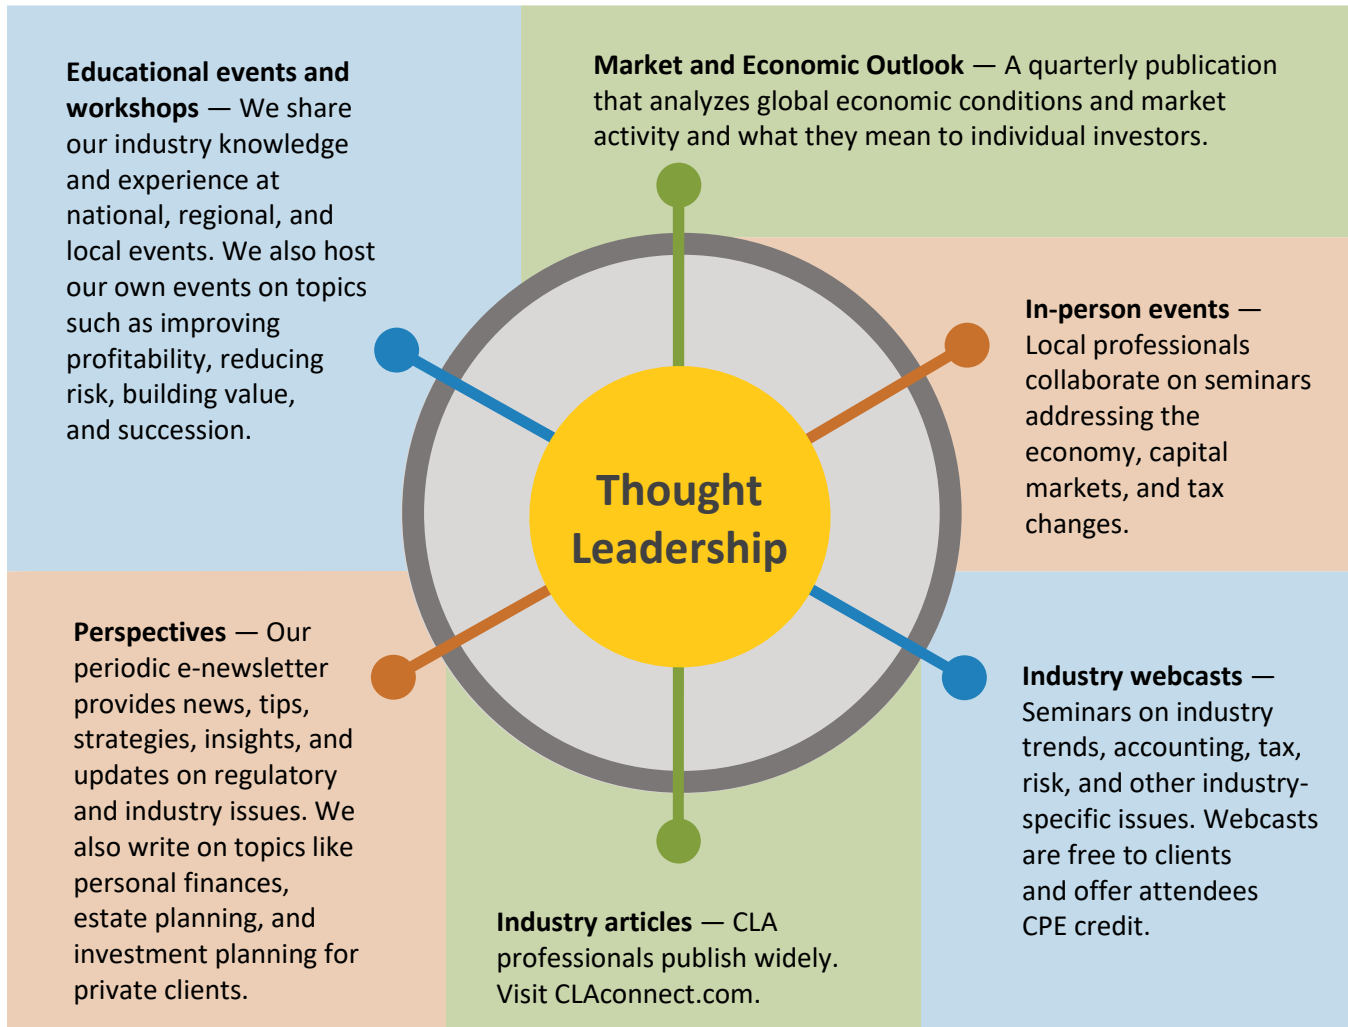 Educational events and
workshops — We share
our industry knowledge
and experience at
national, regional, and
local events. We also host
our own events on topics
such as improving
profitability, reducing
risk, building value,
and succession.
Market and Economic Outlook — A quarterly publication
that analyzes global economic conditions and market
activity and what they mean to individual investors.
In-person events —
Local professionals
collaborate on seminars
addressing the
economy, capital
markets, and tax
changes.
Thought
Leadership
Perspectives — Our
periodic e-newsletter
provides news, tips,
strategies, insights, and
updates on regulatory
and industry issues. We
also write on topics like
personal finances,
estate planning, and
investment planning for
private clients.
Industry articles — CLA
professionals publish widely.
Visit CLAconnect.com.
Industry webcasts —
Seminars on industry
trends, accounting, tax,
risk, and other industry-
specific issues. Webcasts
are free to clients
and offer attendees
CPE credit.